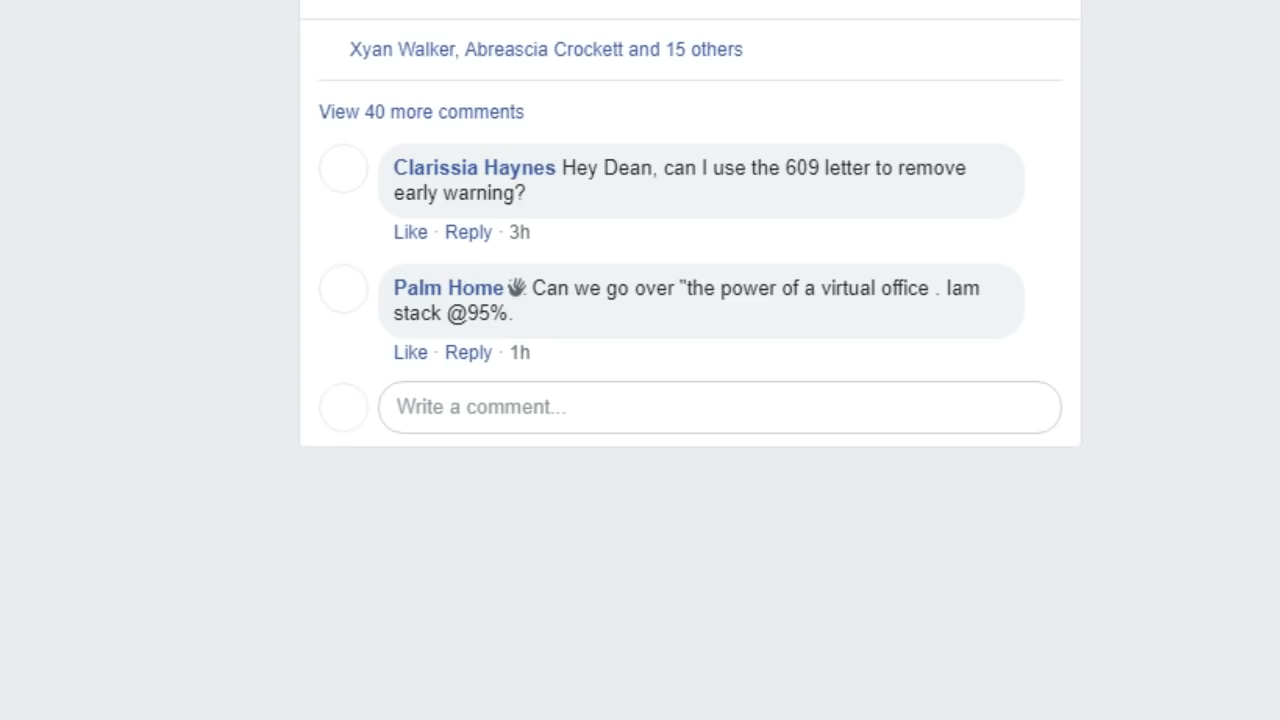 Xyan Walker, Abreascia Crockett and 15 others
View 40 more comments
Clarissia Haynes Hey Dean, can I use the 609 letter to remove
early warning?
Like · Reply · 3h
Palm Home👋 Can we go over "the power of a virtual office . Iam
stack @95%.
Like · Reply · 1h
Write a comment...